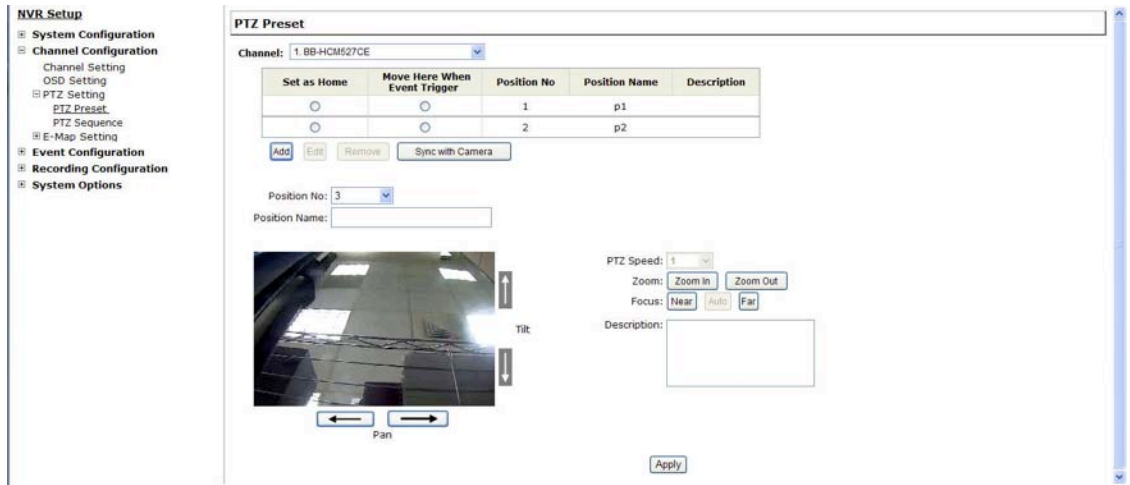 NVR Setup
System Configuration
Channel Configuration
Channel Setting
OSD Setting
PTZ Setting
PTZ Preset
PTZ Sequence
E-Map Setting
Event Configuration
Recording Configuration
System Options
PTZ Preset
Channel: 1. BB-HCM527CE
Set as Home Move Here When Event Trigger Position No Position Name Description
1 p1
2 p2
Add Edit Remove Sync with Camera
Position No: 3
Position Name:
PTZ Speed: 1
Zoom: Zoom In Zoom Out
Focus: Near Auto Far
Tilt
Description:
Pan
Apply